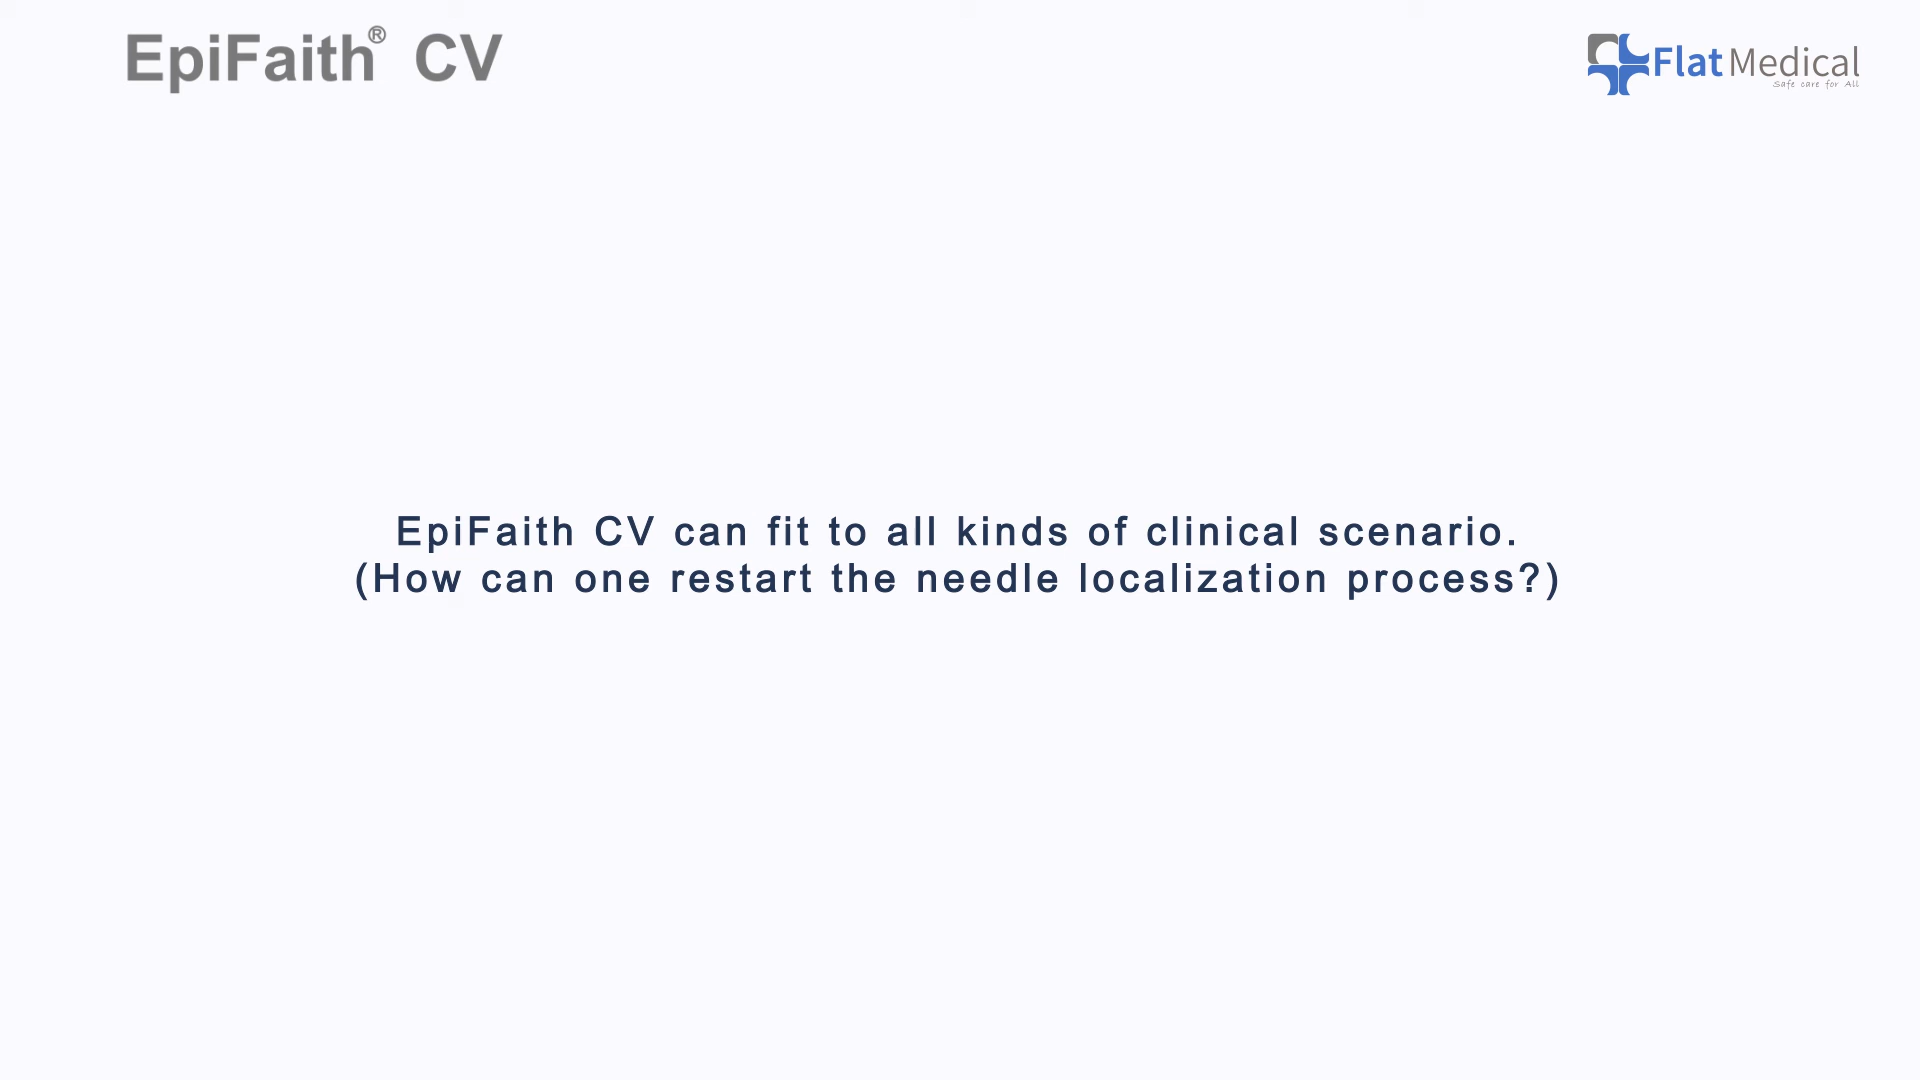 EpiFaith® CV
Flat Medical
Safe care for All
EpiFaith CV can fit to all kinds of clinical scenario.
(How can one restart the needle localization process?)